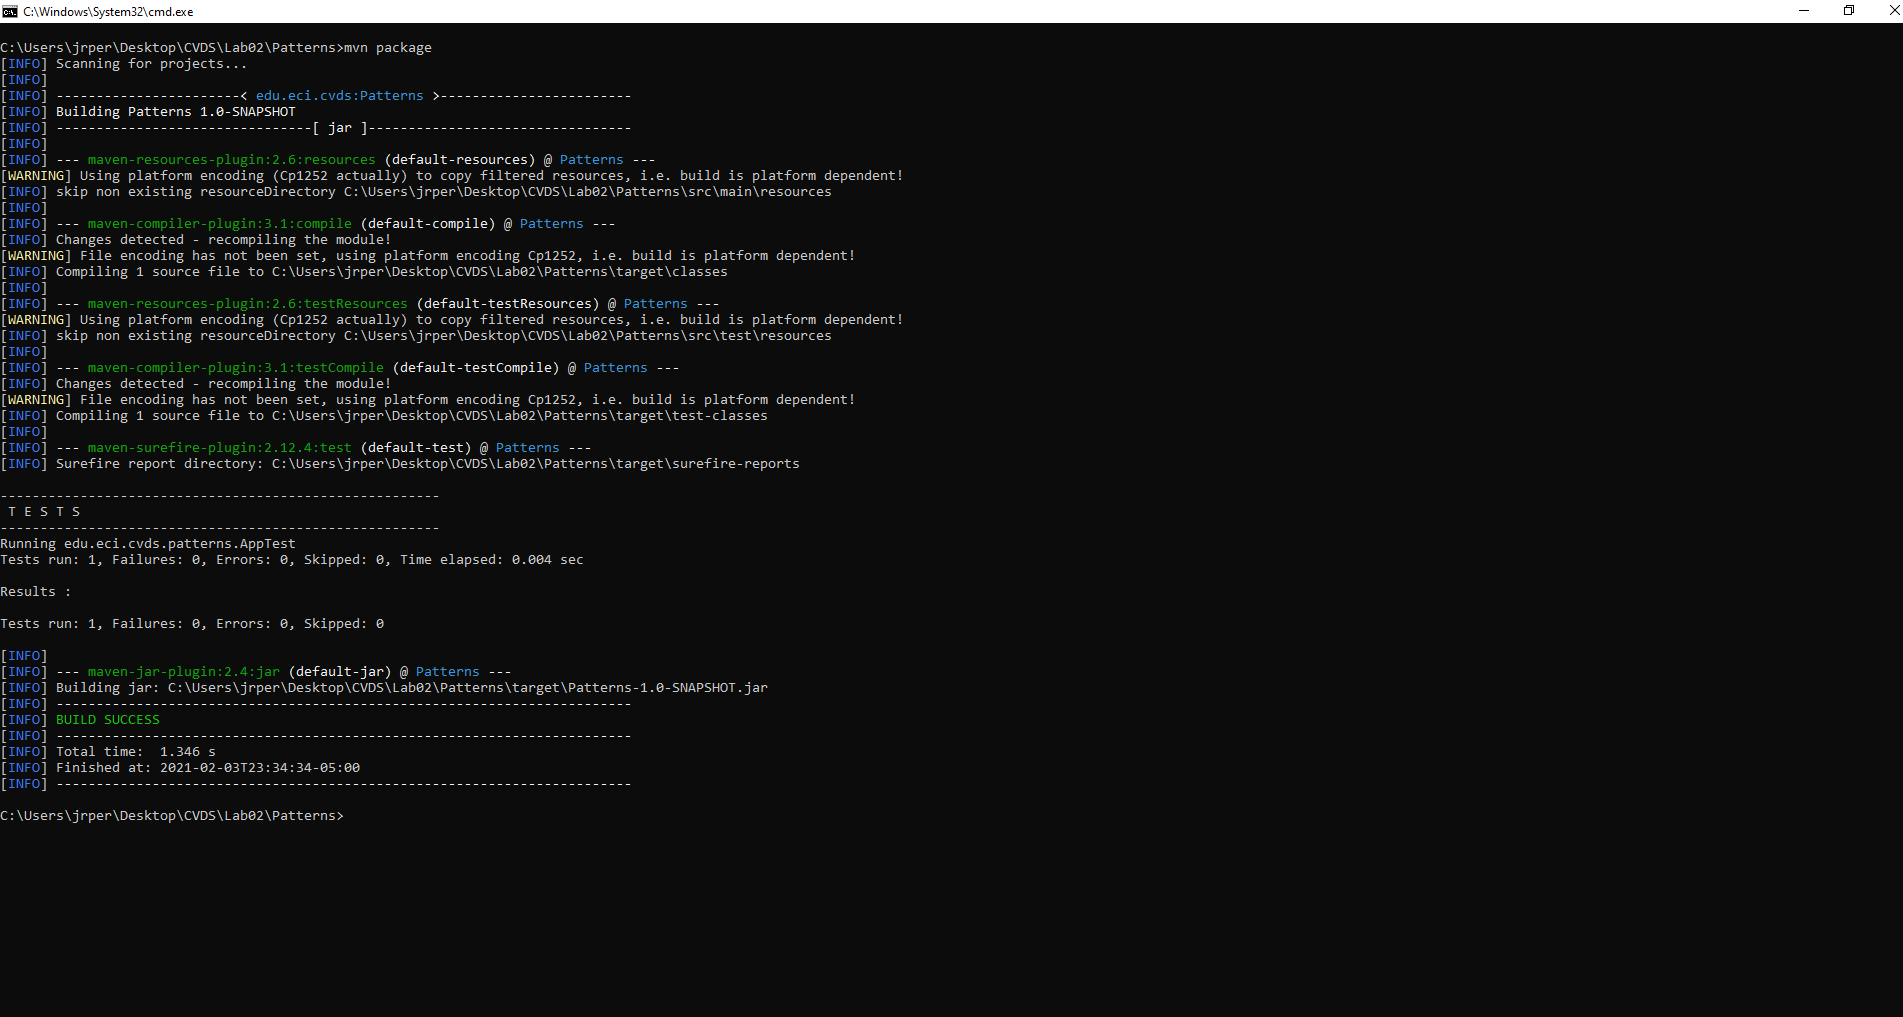 C:\Windows\System32\cmd.exe
C:\Users\jrper\Desktop\CVDS\Lab02\Patterns>mvn package
[INFO] Scanning for projects...
[INFO]
[INFO] -----------------------< edu.eci.cvds:Patterns >------------------------
[INFO] Building Patterns 1.0-SNAPSHOT
[INFO] --------------------------------[ jar ]---------------------------------
[INFO]
[INFO] --- maven-resources-plugin:2.6:resources (default-resources) @ Patterns ---
[WARNING] Using platform encoding (Cp1252 actually) to copy filtered resources, i.e. build is platform dependent!
[INFO] skip non existing resourceDirectory C:\Users\jrper\Desktop\CVDS\Lab02\Patterns\src\main\resources
[INFO]
[INFO] --- maven-compiler-plugin:3.1:compile (default-compile) @ Patterns ---
[INFO] Changes detected - recompiling the module!
[WARNING] File encoding has not been set, using platform encoding Cp1252, i.e. build is platform dependent!
[INFO] Compiling 1 source file to C:\Users\jrper\Desktop\CVDS\Lab02\Patterns\target\classes
[INFO]
[INFO] --- maven-resources-plugin:2.6:testResources (default-testResources) @ Patterns ---
[WARNING] Using platform encoding (Cp1252 actually) to copy filtered resources, i.e. build is platform dependent!
[INFO] skip non existing resourceDirectory C:\Users\jrper\Desktop\CVDS\Lab02\Patterns\src\test\resources
[INFO]
[INFO] --- maven-compiler-plugin:3.1:testCompile (default-testCompile) @ Patterns ---
[INFO] Changes detected - recompiling the module!
[WARNING] File encoding has not been set, using platform encoding Cp1252, i.e. build is platform dependent!
[INFO] Compiling 1 source file to C:\Users\jrper\Desktop\CVDS\Lab02\Patterns\target\test-classes
[INFO]
[INFO] --- maven-surefire-plugin:2.12.4:test (default-test) @ Patterns ---
[INFO] Surefire report directory: C:\Users\jrper\Desktop\CVDS\Lab02\Patterns\target\surefire-reports
-------------------------------------------------------
T E S T S
-------------------------------------------------------
Running edu.eci.cvds.patterns.AppTest
Tests run: 1, Failures: 0, Errors: 0, Skipped: 0, Time elapsed: 0.004 sec
Results :
Tests run: 1, Failures: 0, Errors: 0, Skipped: 0
[INFO]
[INFO] --- maven-jar-plugin:2.4:jar (default-jar) @ Patterns ---
[INFO] Building jar: C:\Users\jrper\Desktop\CVDS\Lab02\Patterns\target\Patterns-1.0-SNAPSHOT.jar
[INFO] ------------------------------------------------------------------------
[INFO] BUILD SUCCESS
[INFO] ------------------------------------------------------------------------
[INFO] Total time:  1.346 s
[INFO] Finished at: 2021-02-03T23:34:34-05:00
[INFO] ------------------------------------------------------------------------
C:\Users\jrper\Desktop\CVDS\Lab02\Patterns>